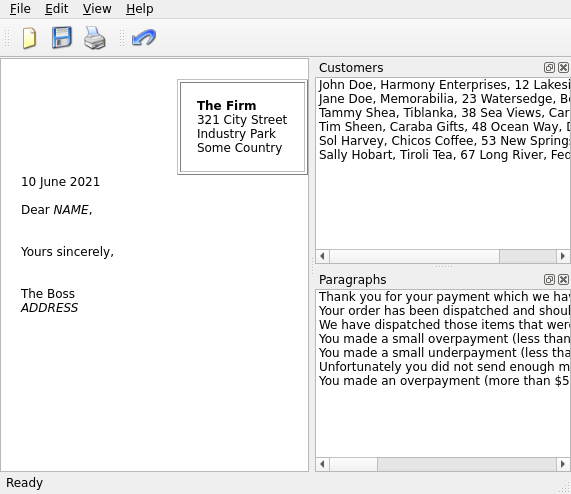 File Edit View Help
The Firm
321 City Street
Industry Park
Some Country
10 June 2021
Dear NAME,
Yours sincerely,
The Boss
ADDRESS
Customers
John Doe, Harmony Enterprises, 12 Lakesi
Jane Doe, Memorabilia, 23 Watersedge, Be
Tammy Shea, Tiblanka, 38 Sea Views, Car
Tim Sheen, Caraba Gifts, 48 Ocean Way, D
Sol Harvey, Chicos Coffee, 53 New Springs
Sally Hobart, Tiroli Tea, 67 Long River, Fed
Paragraphs
Thank you for your payment which we hav
Your order has been dispatched and shoul
We have dispatched those items that were
You made a small overpayment (less than
You made a small underpayment (less tha
Unfortunately you did not send enough m
You made an overpayment (more than $5
Ready